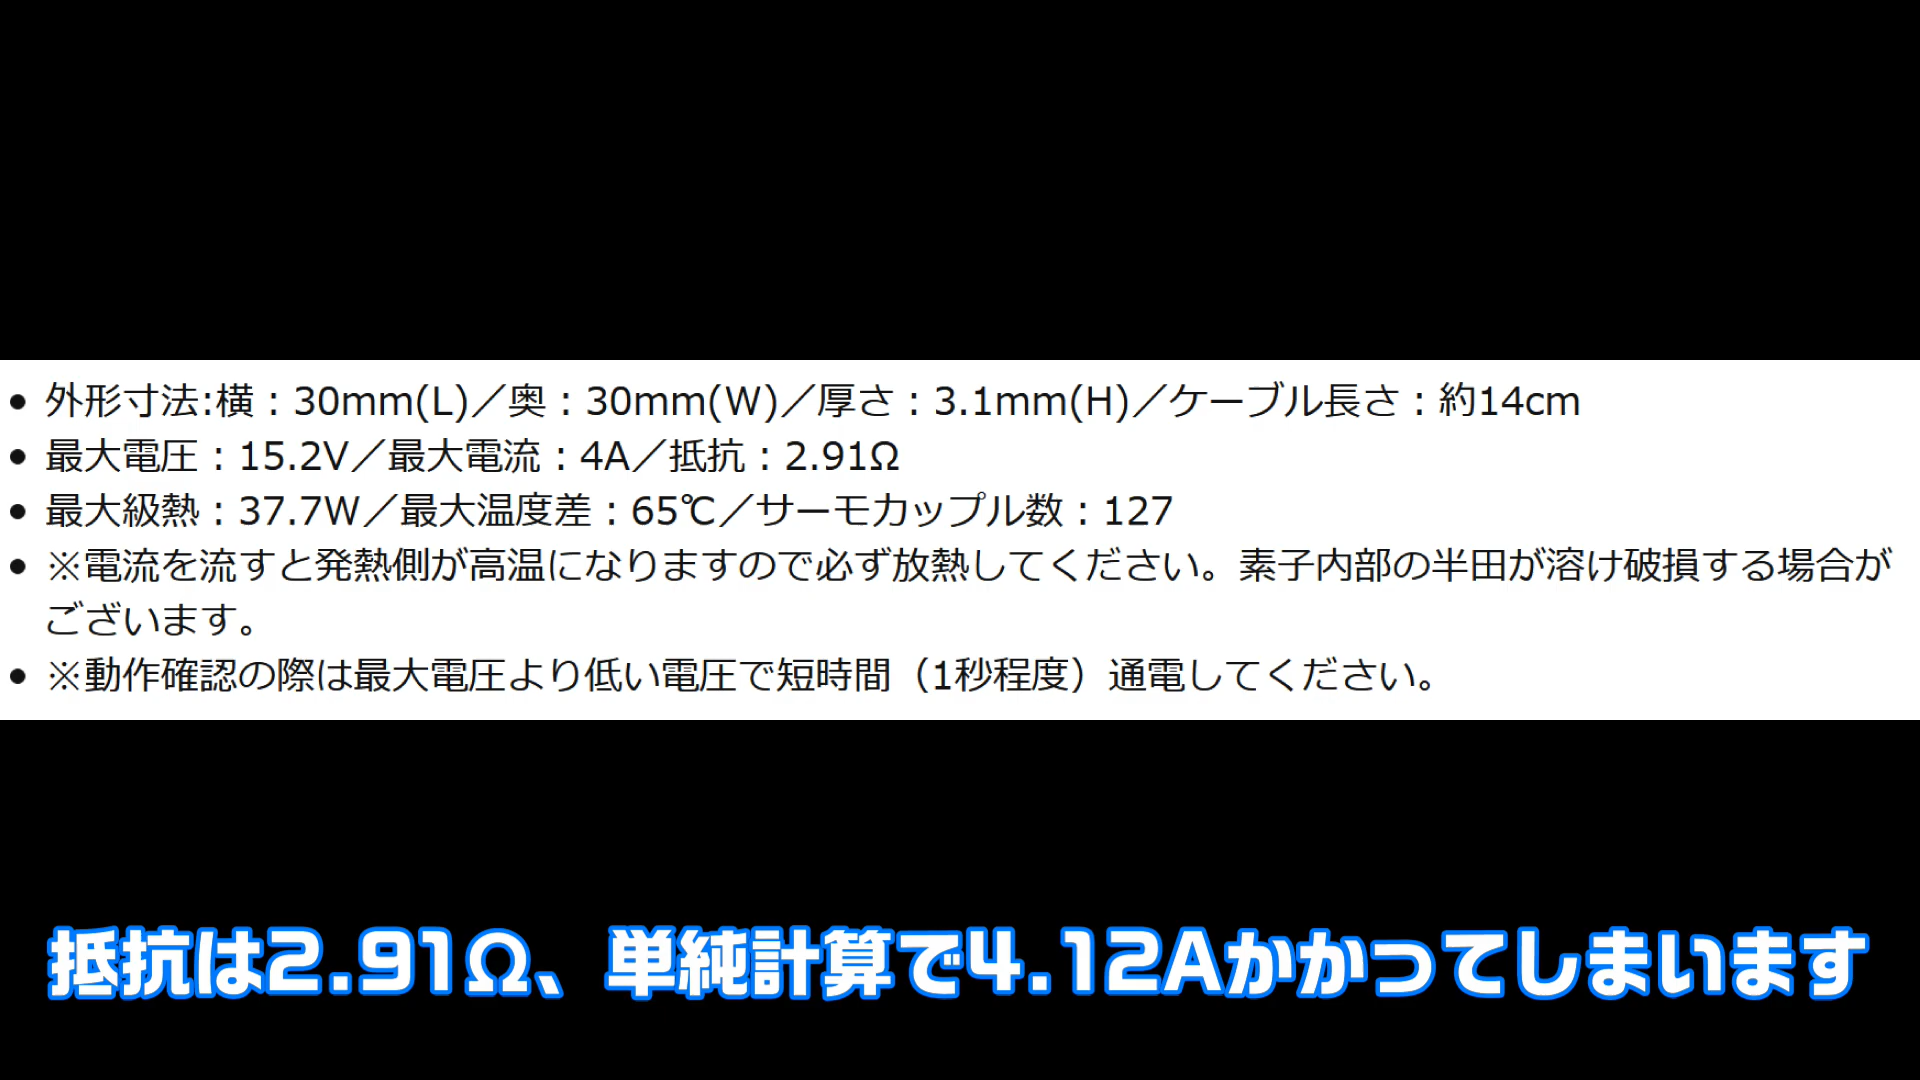 • 外形寸法:横：30mm(L)／奥：30mm(W)／厚さ：3.1mm(H)／ケーブル長さ：約14cm
• 最大電圧：15.2V／最大電流：4A／抵抗：2.91Ω
• 最大級熱：37.7W／最大温度差：65℃／サーモカップル数：127
• ※電流を流すと発熱側が高温になりますので必ず放熱してください。素子内部の半田が溶け破損する場合が
ございます。
• ※動作確認の際は最大電圧より低い電圧で短時間（1秒程度）通電してください。
抵抗は2.91Ω、単純計算で4.12Aかかってしまいます